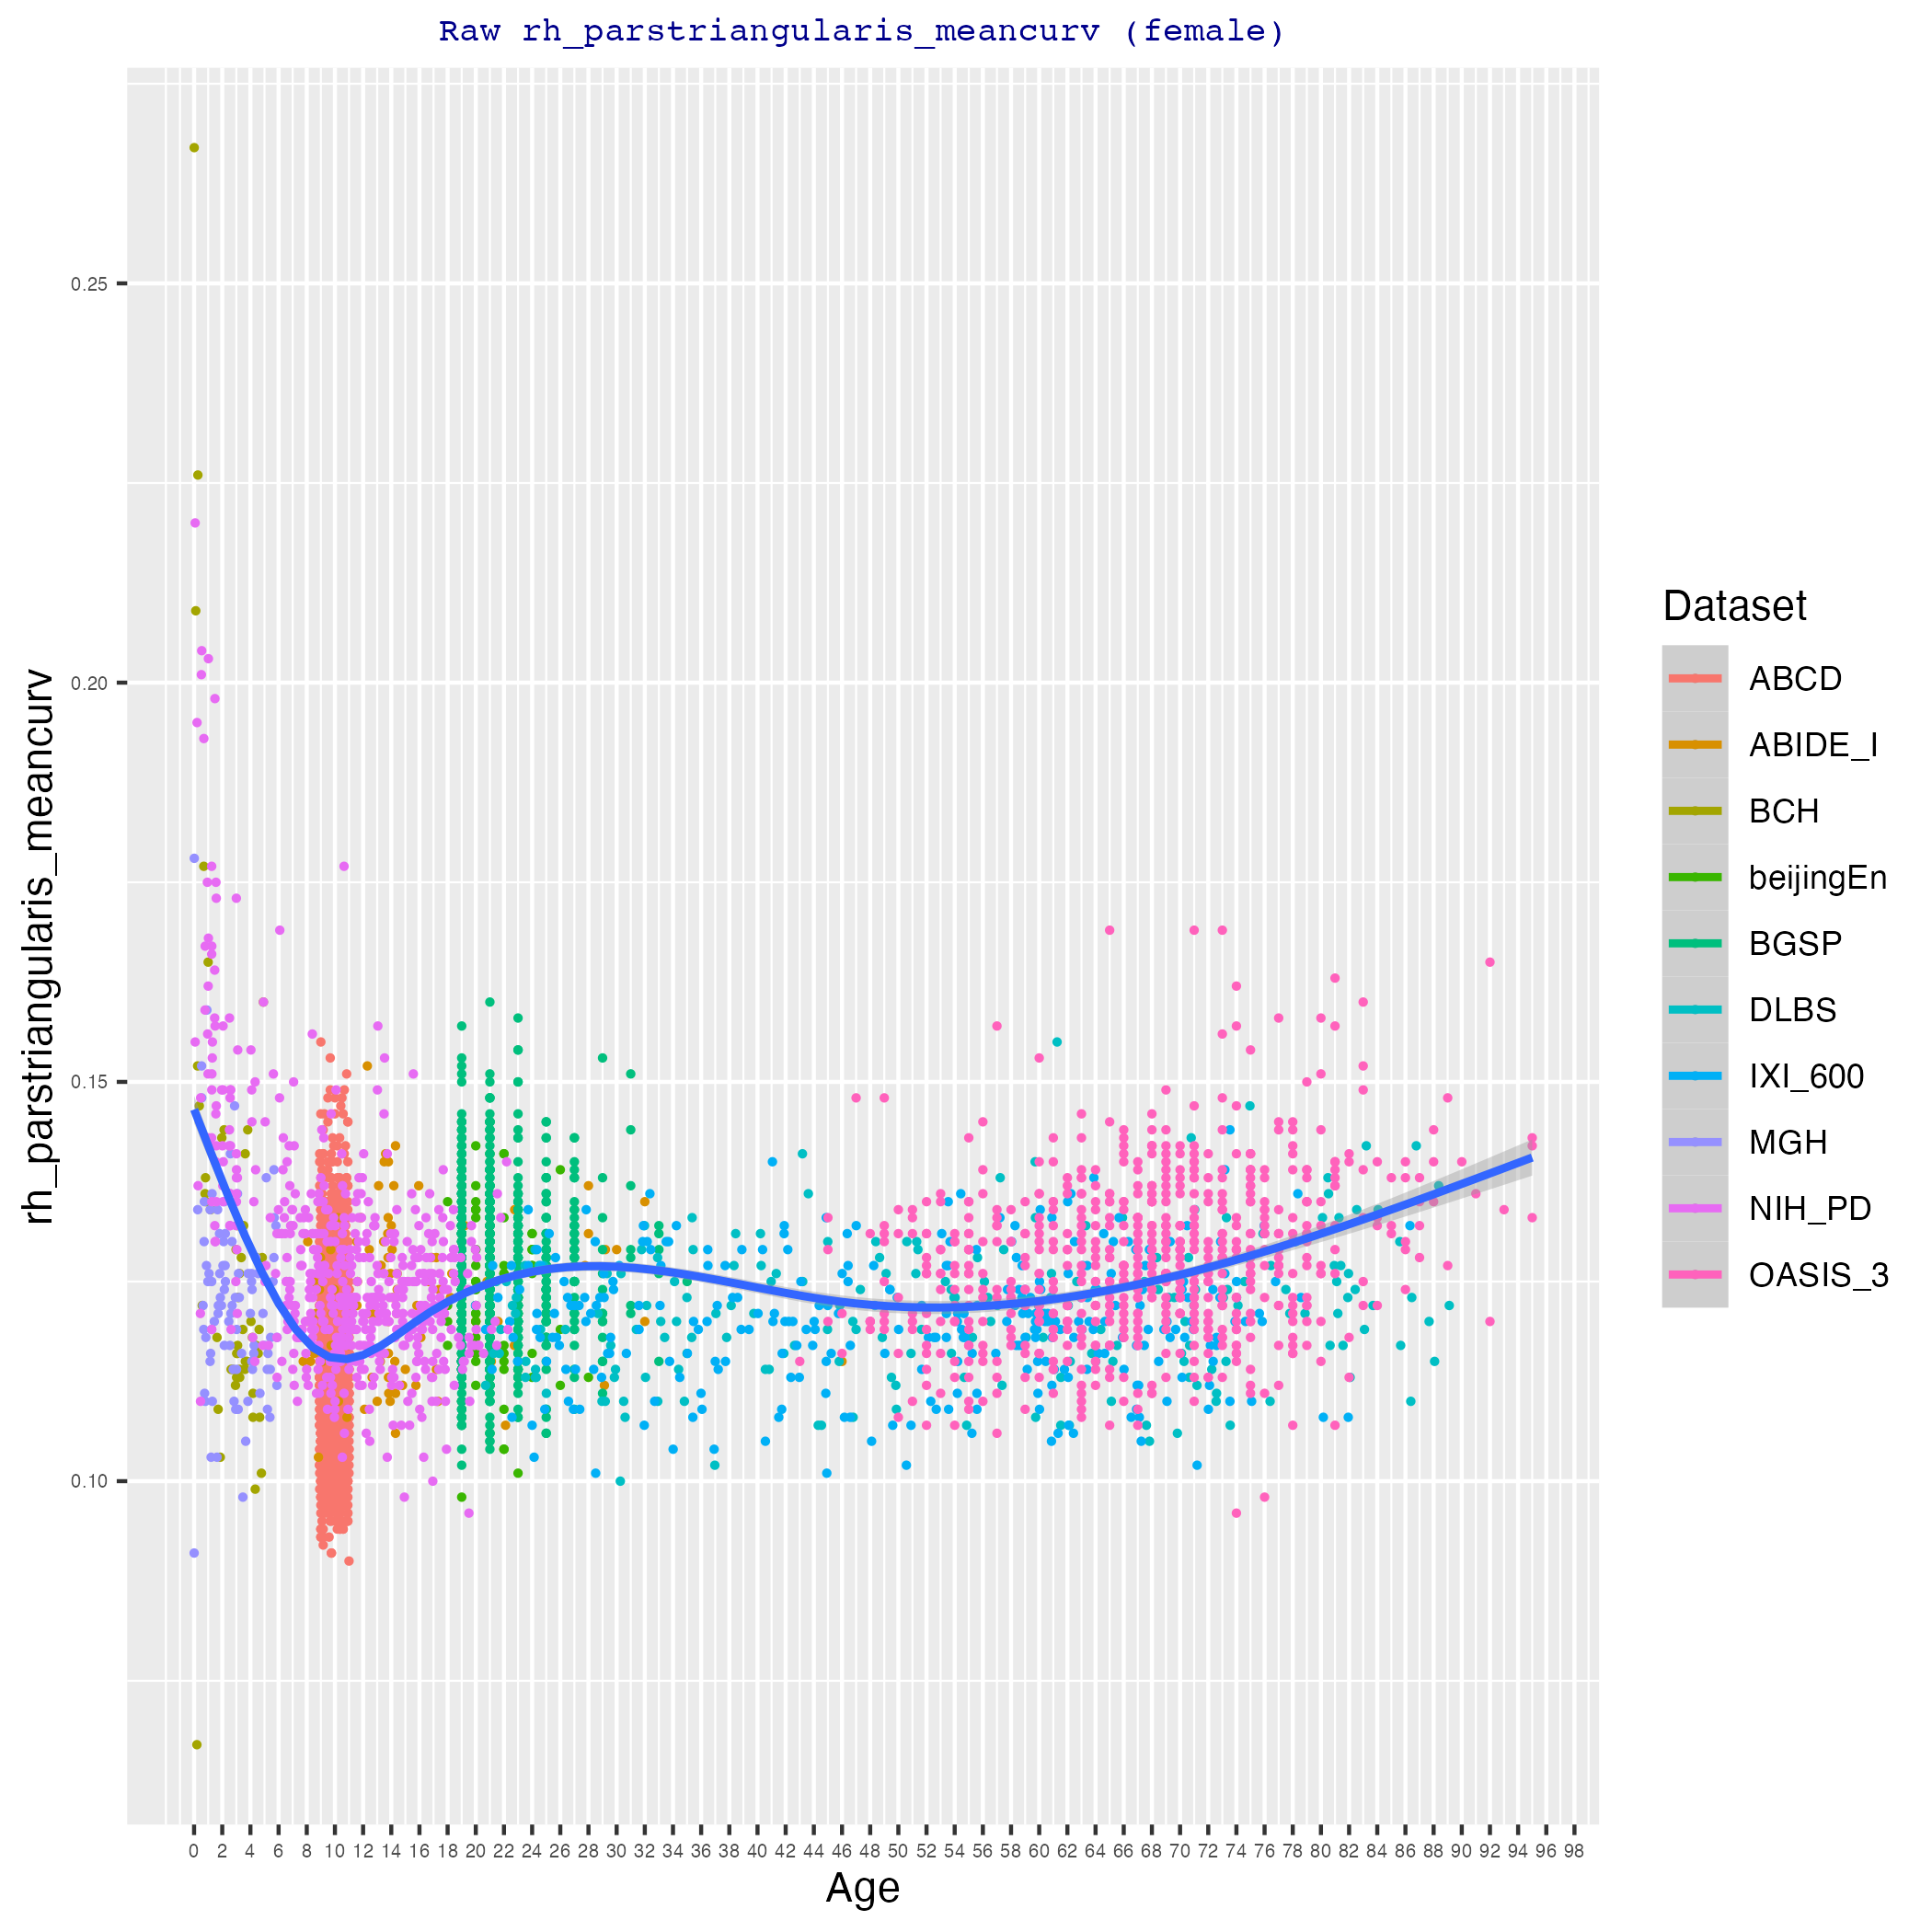 Raw rh_parstriangularis_meancurv (female)
rh_parstriangularis_meancurv
0.25
0.20
0.15
0.10
0 2 4 6 8 10 12 14 16 18 20 22 24 26 28 30 32 34 36 38 40 42 44 46 48 50 52 54 56 58 60 62 64 66 68 70 72 74 76 78 80 82 84 86 88 90 92 94 96 98
Age
Dataset
ABCD
ABIDE_I
BCH
beijingEn
BGSP
DLBS
IXI_600
MGH
NIH_PD
OASIS_3